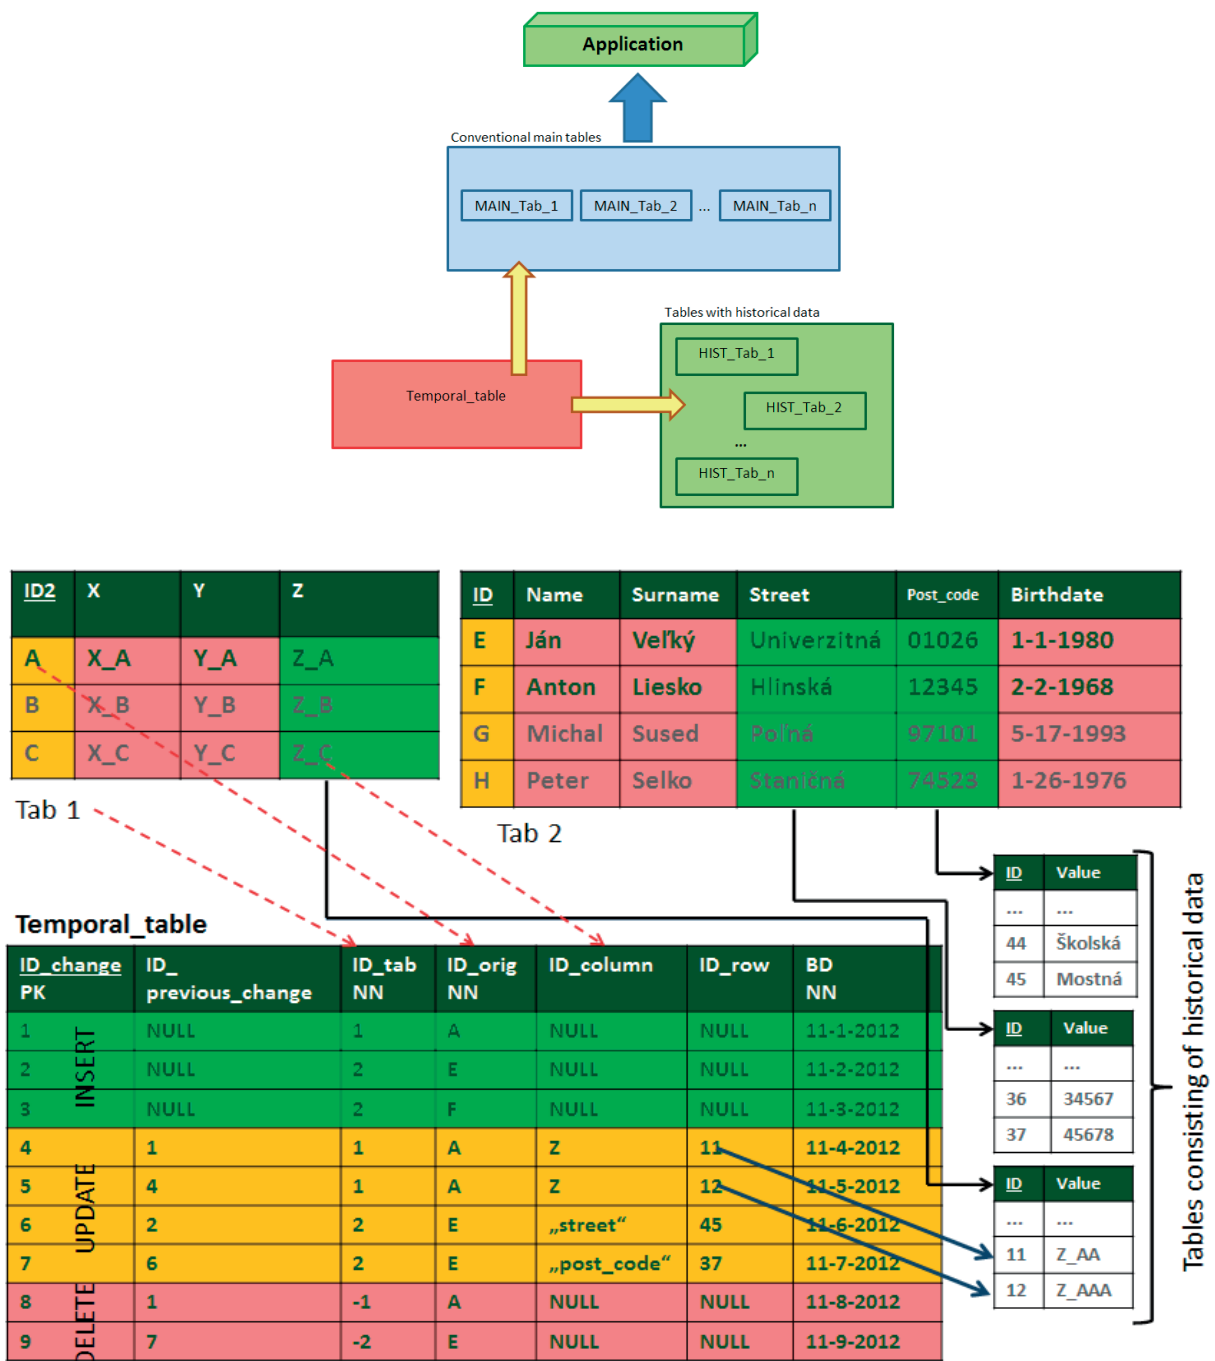 Application
Conventional main tables
MAIN_Tab_1 MAIN_Tab_2 ... MAIN_Tab_n
Tables with historical data
HIST_Tab_1
Temporal_table
HIST_Tab_2
...
HIST_Tab_n
ID2 X Y Z
A X_A Y_A Z_A
B X_B Y_B Z_B
C X_C Y_C Z_C
Tab 1
ID Name Surname Street Post_code Birthdate
E Ján Veľký Univerzitná 01026 1-1-1980
F Anton Liesko Hlinská 12345 2-2-1968
G Michal Sused Poľná 97101 5-17-1993
H Peter Selko Staničná 74523 1-26-1976
Tab 2
Temporal_table
ID_change ID_ ID_tab ID_orig ID_column ID_row BD
PK previous_change NN NN NN
1 NULL 1 A NULL NULL 11-1-2012
2 NULL 2 E NULL NULL 11-2-2012
3 NULL 2 F NULL NULL 11-3-2012
INSERT
4 1 1 A Z 11 11-4-2012
5 4 1 A Z 12 11-5-2012
6 2 2 E „street“ 45 11-6-2012
7 6 2 E „post_code“ 37 11-7-2012
UPDATE
8 1 -1 A NULL NULL 11-8-2012
9 7 -2 E NULL NULL 11-9-2012
DELETE
ID Value
... ...
44 Školská
45 Mostná
ID Value
... ...
36 34567
37 45678
ID Value
... ...
11 Z_AA
12 Z_AAA
Tables consisting of historical data